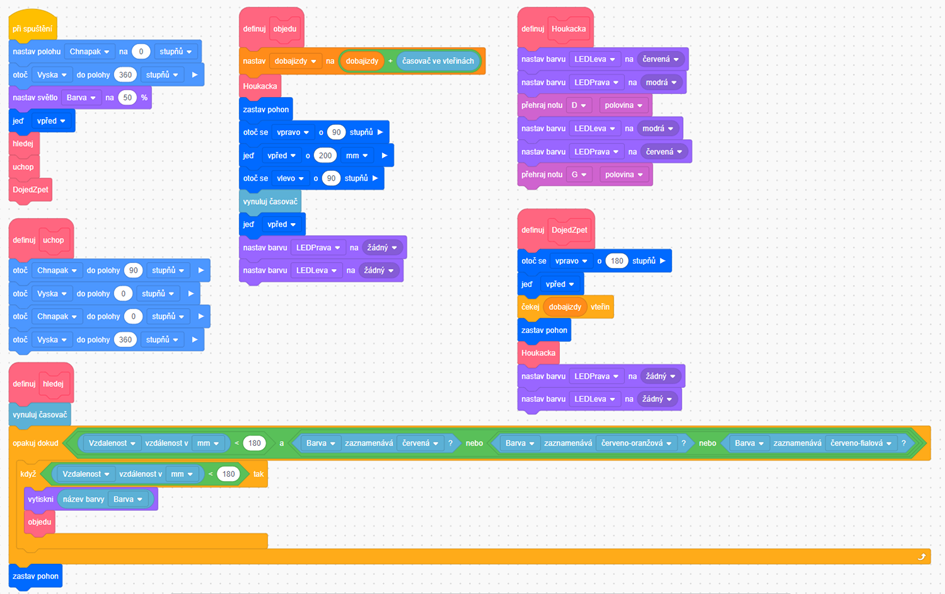 při spuštění
nastav polohu Chnapak na 0 stupňů
otoč Vyska do polohy 360 stupňů
nastav světlo Barva na 50 %
jeď vpřed
hledej
uchop
DojedZpet
definuj uchop
otoč Chnapak do polohy 90 stupňů
otoč Vyska do polohy 0 stupňů
otoč Chnapak do polohy 0 stupňů
otoč Vyska do polohy 360 stupňů
definuj objedu
nastav dobajizdy na dobajizdy + časovač ve vteřinách
Houkacka
zastav pohon
otoč se vpravo o 90 stupňů
jeď vpřed o 200 mm
otoč se vlevo o 90 stupňů
vynuluj časovač
jeď vpřed
nastav barvu LEDPrava na žádný
nastav barvu LEDLeva na žádný
definuj Houkacka
nastav barvu LEDLeva na červená
nastav barvu LEDPrava na modrá
přehraj notu D polovina
nastav barvu LEDLeva na modrá
nastav barvu LEDPrava na červená
přehraj notu G polovina
definuj DojedZpet
otoč se vpravo o 180 stupňů
jeď vpřed
čekej dobajizdy vteřin
zastav pohon
Houkacka
nastav barvu LEDPrava na žádný
nastav barvu LEDLeva na žádný
definuj hledej
vynuluj časovač
opakuj dokud Vzdalenost vzdálenost v mm < 180 a Barva zaznamenává červená ? nebo Barva zaznamenává červeno-oranžová ? nebo Barva zaznamenává červeno-fialová ?
když Vzdalenost vzdálenost v mm < 180 tak
vytiskni název barvy Barva
objedu
zastav pohon